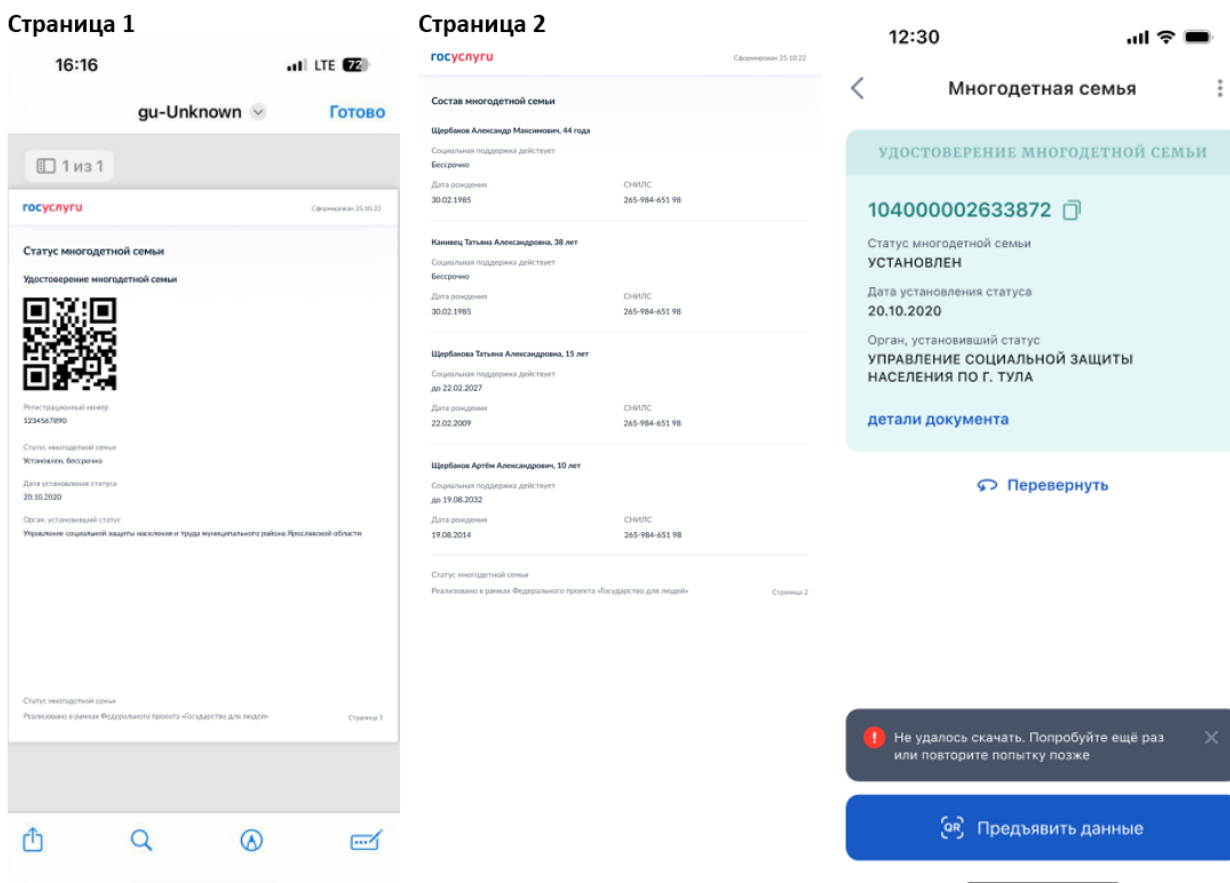 Страница 1
16:16
LTE 72
gu-Unknown
Готово
1 из 1
госуслуги
Сформирован 25.10.22
Статус многодетной семьи
Удостоверение многодетной семьи
Регистрационный номер
1234567890
Статус многодетной семьи
Установлен, бессрочно
Дата установления статуса
20.10.2020
Орган, установивший статус
Управление социальной защиты населения и труда муниципального района Ярославской области
Статус многодетной семьи
Реализовано в рамках Федерального проекта «Государство для людей»
Страница 1
Страница 2
госуслуги
Сформирован 25.10.22
Состав многодетной семьи
Щербаков Александр Максимович, 44 года
Социальная поддержка действует
Бессрочно
Дата рождения
СНИЛС
30.02.1985
265-984-651 98
Канивец Татьяна Александровна, 38 лет
Социальная поддержка действует
Бессрочно
Дата рождения
СНИЛС
30.02.1985
265-984-651 98
Щербакова Татьяна Александровна, 15 лет
Социальная поддержка действует
до 22.02.2027
Дата рождения
СНИЛС
22.02.2009
265-984-651 98
Щербаков Артём Александрович, 10 лет
Социальная поддержка действует
до 19.08.2032
Дата рождения
СНИЛС
19.08.2014
265-984-651 98
Статус многодетной семьи
Реализовано в рамках Федерального проекта «Государство для людей»
Страница 2
12:30
Многодетная семья
УДОСТОВЕРЕНИЕ МНОГОДЕТНОЙ СЕМЬИ
104000002633872
Статус многодетной семьи
УСТАНОВЛЕН
Дата установления статуса
20.10.2020
Орган, установивший статус
УПРАВЛЕНИЕ СОЦИАЛЬНОЙ ЗАЩИТЫ
НАСЕЛЕНИЯ ПО Г. ТУЛА
детали документа
Перевернуть
Не удалось скачать. Попробуйте ещё раз
или повторите попытку позже
QR Предъявить данные